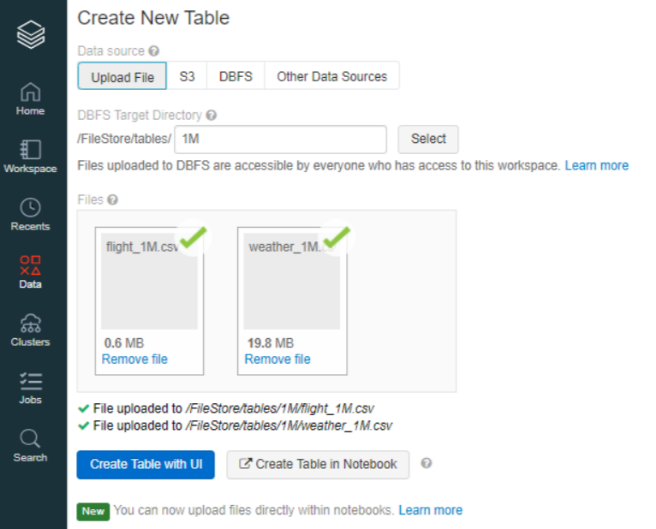 Create New Table
Data source
Upload File S3 DBFS Other Data Sources
Home
DBFS Target Directory
/FileStore/tables/ 1M Select
Workspace
Files uploaded to DBFS are accessible by everyone who has access to this workspace. Learn more
Files
Recents
flight_1M.csv weather_1M.c
Data
Clusters
0.6 MB 19.8 MB
Remove file Remove file
Jobs
File uploaded to /FileStore/tables/1M/flight_1M.csv
File uploaded to /FileStore/tables/1M/weather_1M.csv
Search
Create Table with UI Create Table in Notebook
New You can now upload files directly within notebooks. Learn more